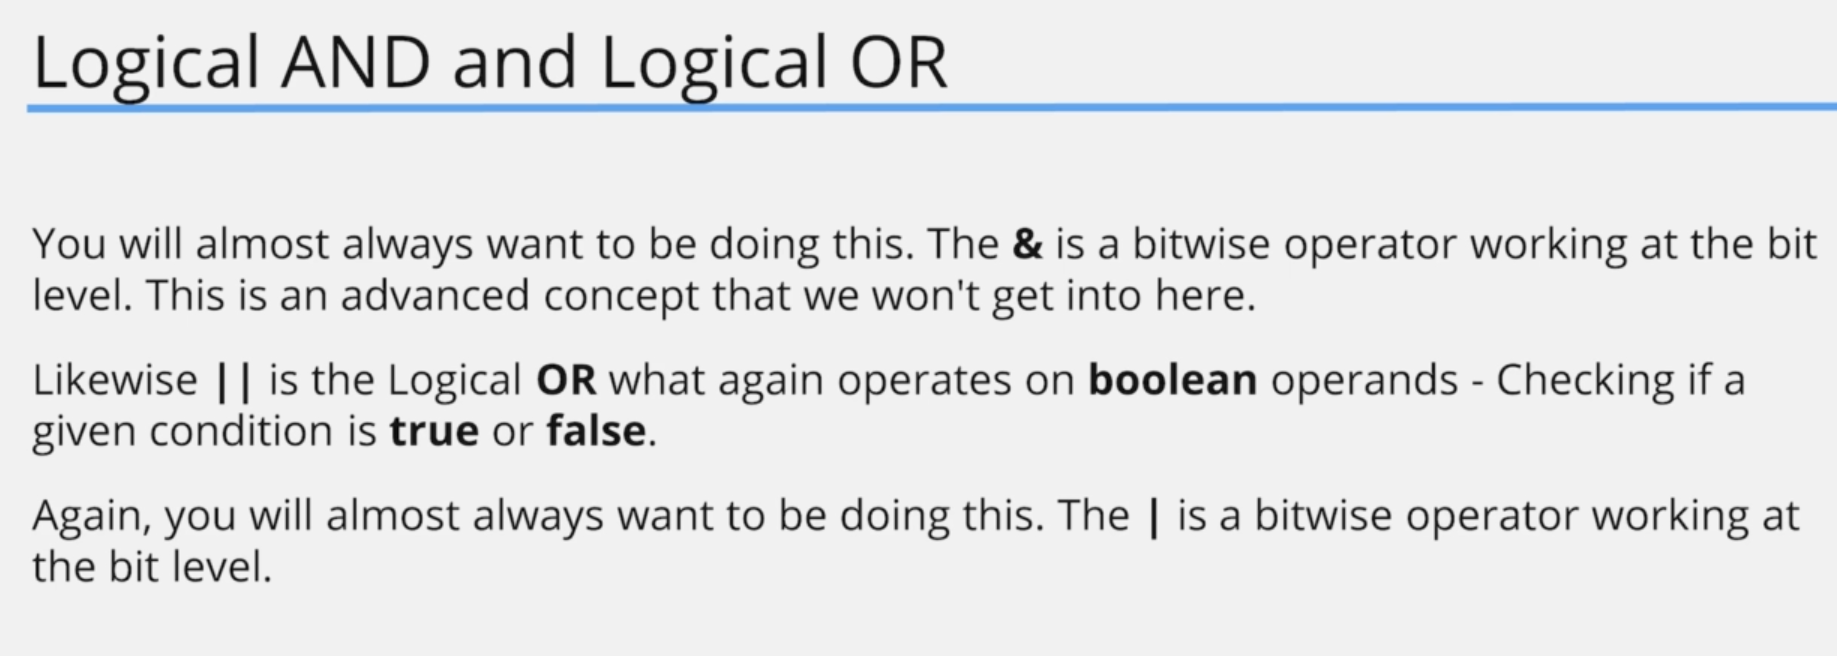 Logical AND and Logical OR
You will almost always want to be doing this. The & is a bitwise operator working at the bit
level. This is an advanced concept that we won't get into here.
Likewise || is the Logical OR what again operates on boolean operands - Checking if a
given condition is true or false.
Again, you will almost always want to be doing this. The | is a bitwise operator working at
the bit level.